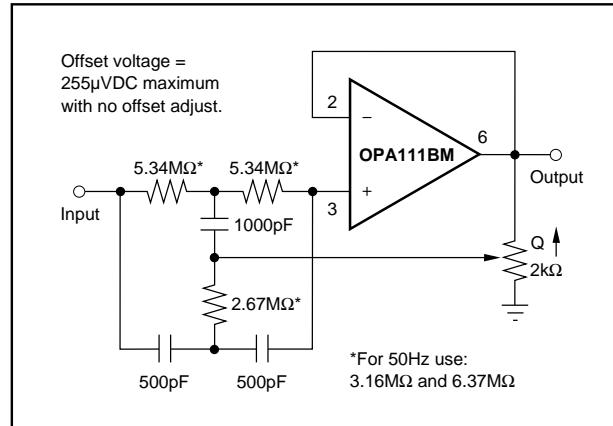 Offset voltage =
255µVDC maximum
with no offset adjust.
2
–
6
OPA111BM
5.34MΩ*
5.34MΩ*
+
3
Output
Input
1000pF
Q
2kΩ
2.67MΩ*
500pF
500pF
*For 50Hz use:
3.16MΩ and 6.37MΩ